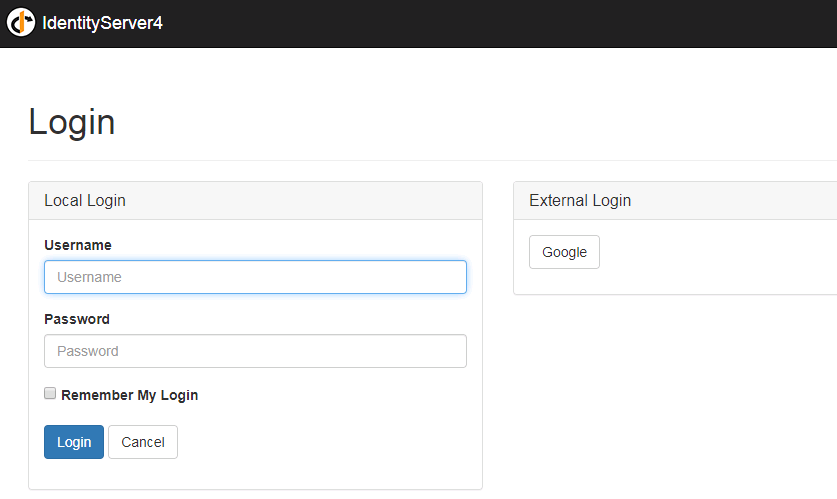 IdentityServer4
Login
Local Login
Username
Username
Password
Password
Remember My Login
Login Cancel
External Login
Google